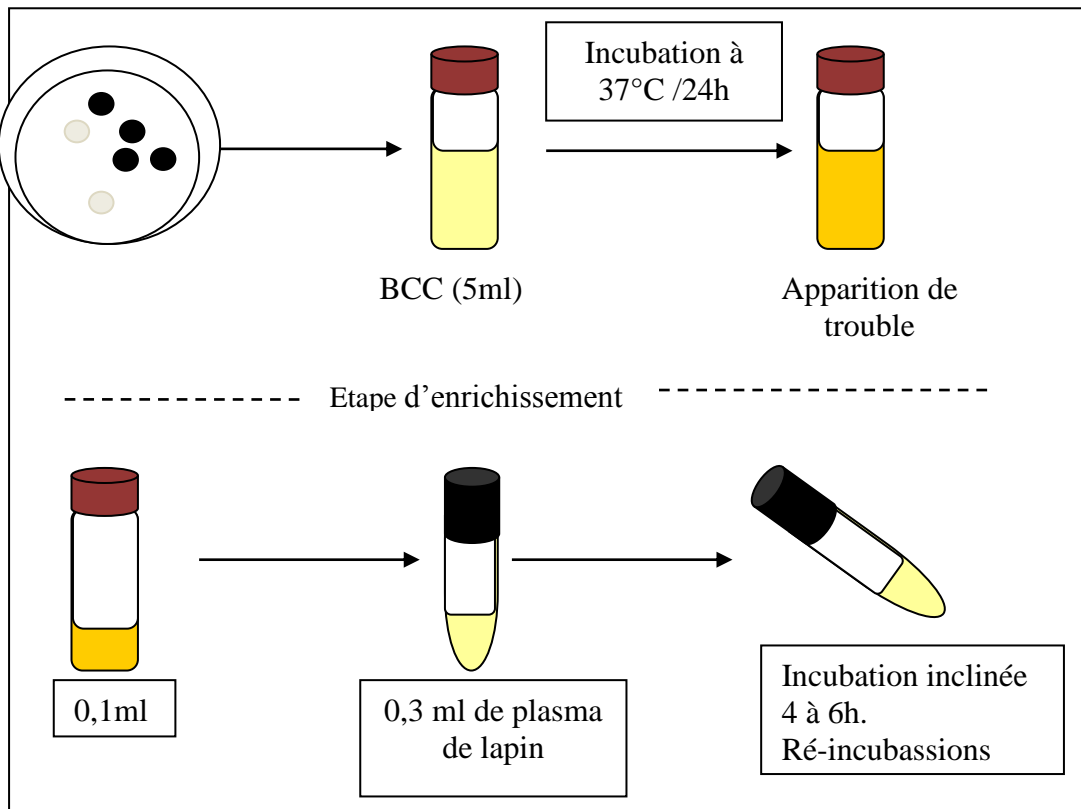 Incubation à
37°C /24h
BCC (5ml)
Apparition de
trouble
Etape d'enrichissement
0,1ml
0,3 ml de plasma
de lapin
Incubation inclinée
4 à 6h.
Ré-incubassions